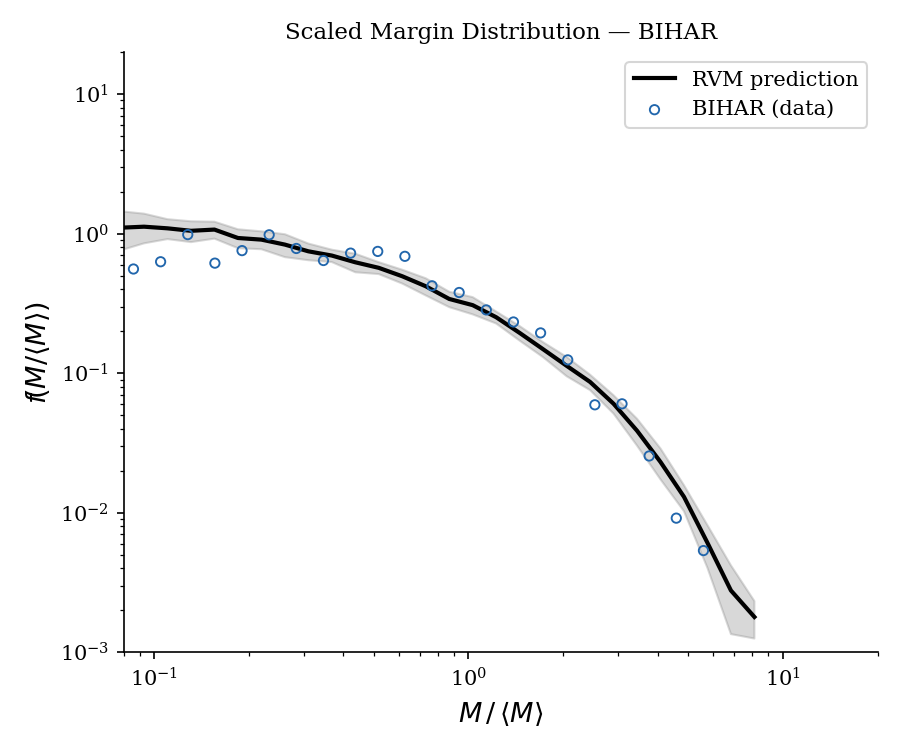 Scaled Margin Distribution — BIHAR
RVM prediction
BIHAR (data)
10¹
10⁰
10⁻¹
10⁻²
10⁻³
f(M/⟨M⟩)
10⁻¹
10⁰
10¹
M / ⟨M⟩